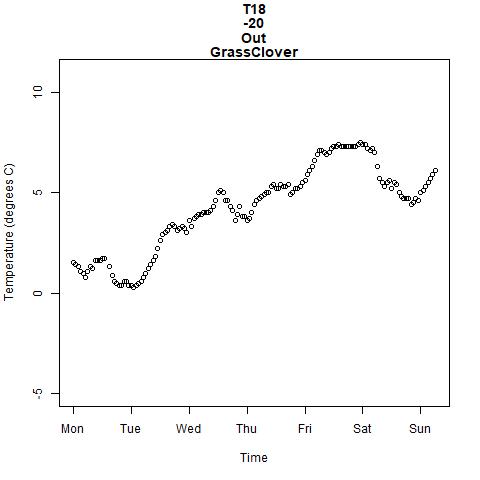 T18
-20
Out
GrassClover
Temperature (degrees C)
10
5
0
-5
Mon Tue Wed Thu Fri Sat Sun
Time